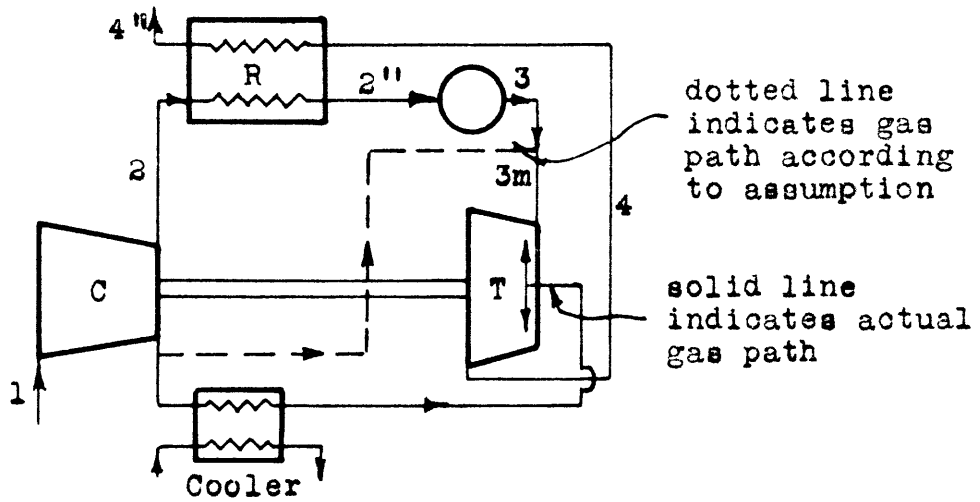 4"
R
2"
3
dotted line
indicates gas
path according
to assumption
2
3m
4
C
T
solid line
indicates actual
gas path
1
Cooler